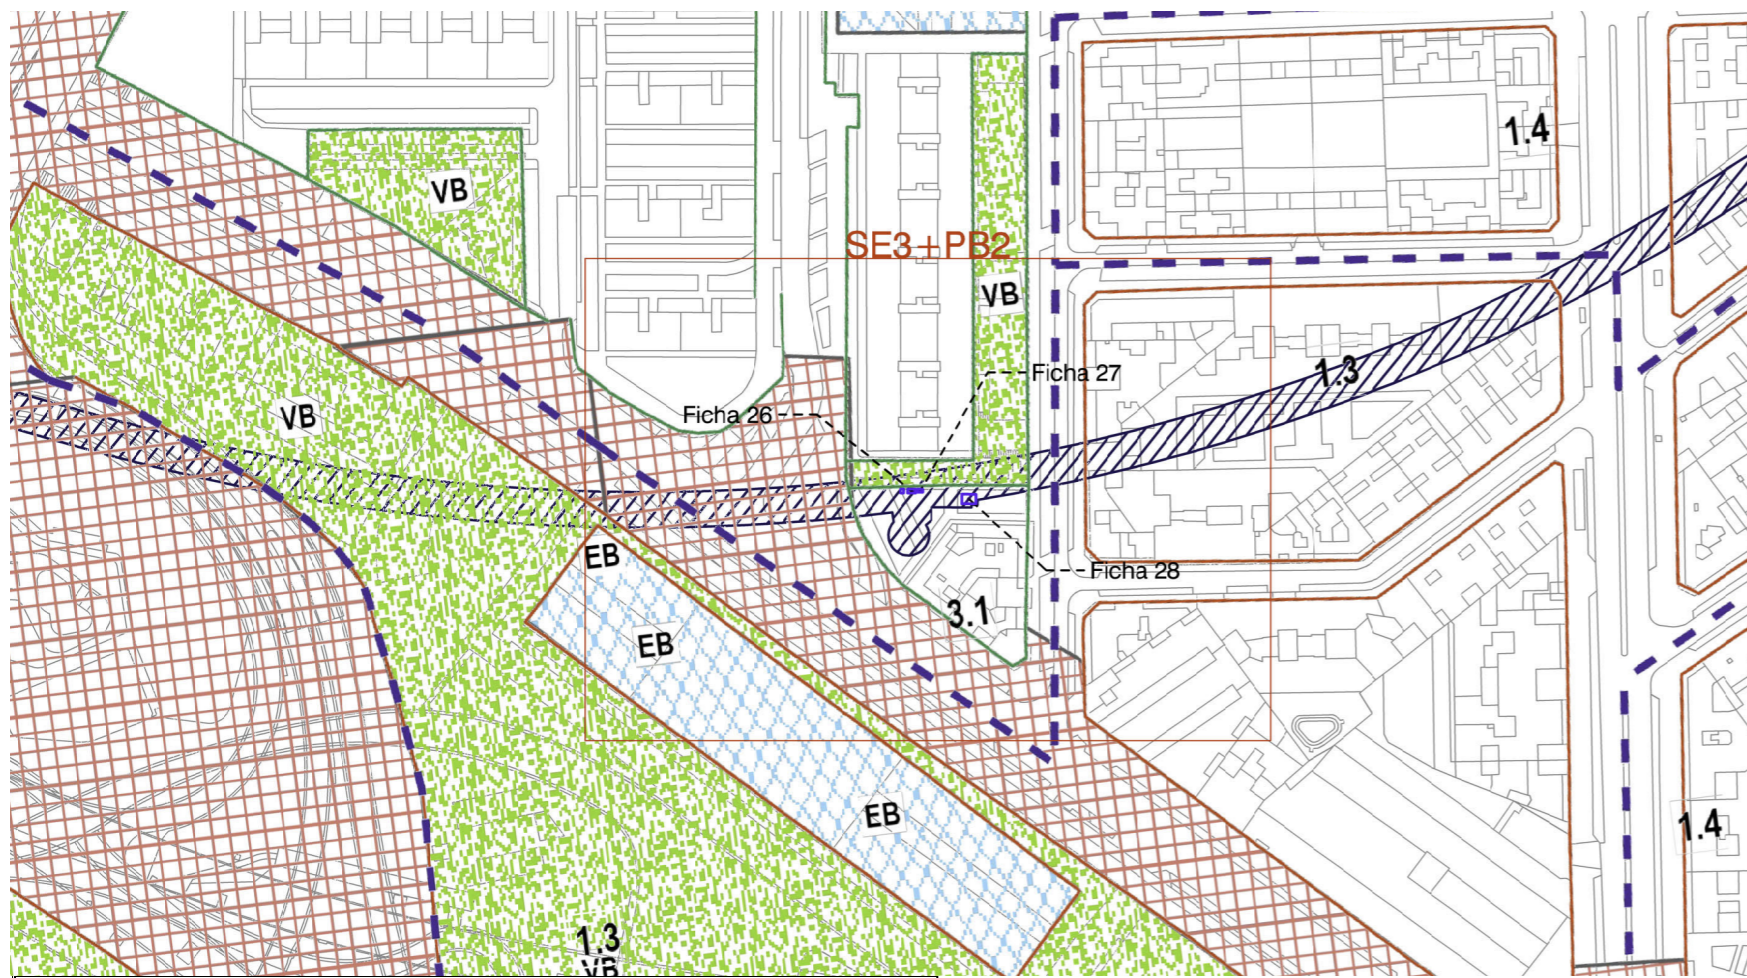 1.4
VB
SE3+PB2
VB
Ficha 27
1.3
Ficha 26
VB
EB
Ficha 28
3.1
EB
EB
1.4
1.3
VB